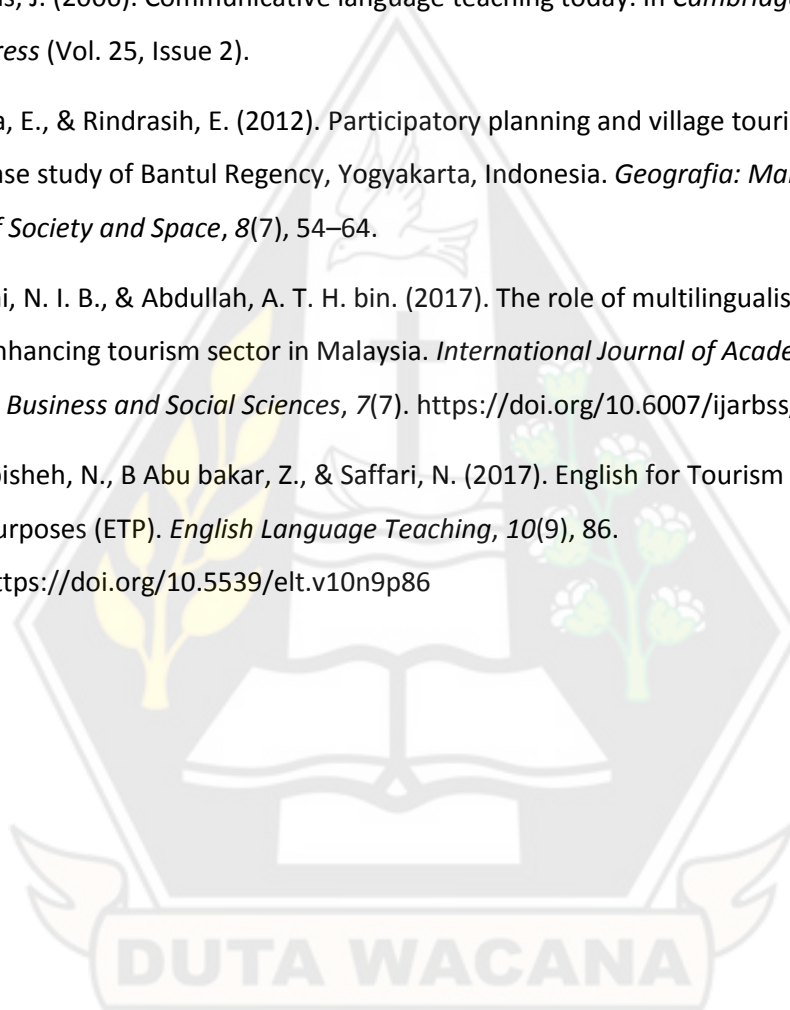 s, J. (2006). Communicative language teaching today. In Cambridge
ress (Vol. 25, Issue 2).
a, E., & Rindrasih, E. (2012). Participatory planning and village touri
ase study of Bantul Regency, Yogyakarta, Indonesia. Geografia: Ma
f Society and Space, 8(7), 54–64.
i, N. I. B., & Abdullah, A. T. H. bin. (2017). The role of multilingualis
nhancing tourism sector in Malaysia. International Journal of Acade
Business and Social Sciences, 7(7). https://doi.org/10.6007/ijarbss
bisheh, N., B Abu bakar, Z., & Saffari, N. (2017). English for Tourism
urposes (ETP). English Language Teaching, 10(9), 86.
ttps://doi.org/10.5539/elt.v10n9p86
DUTA WACANA